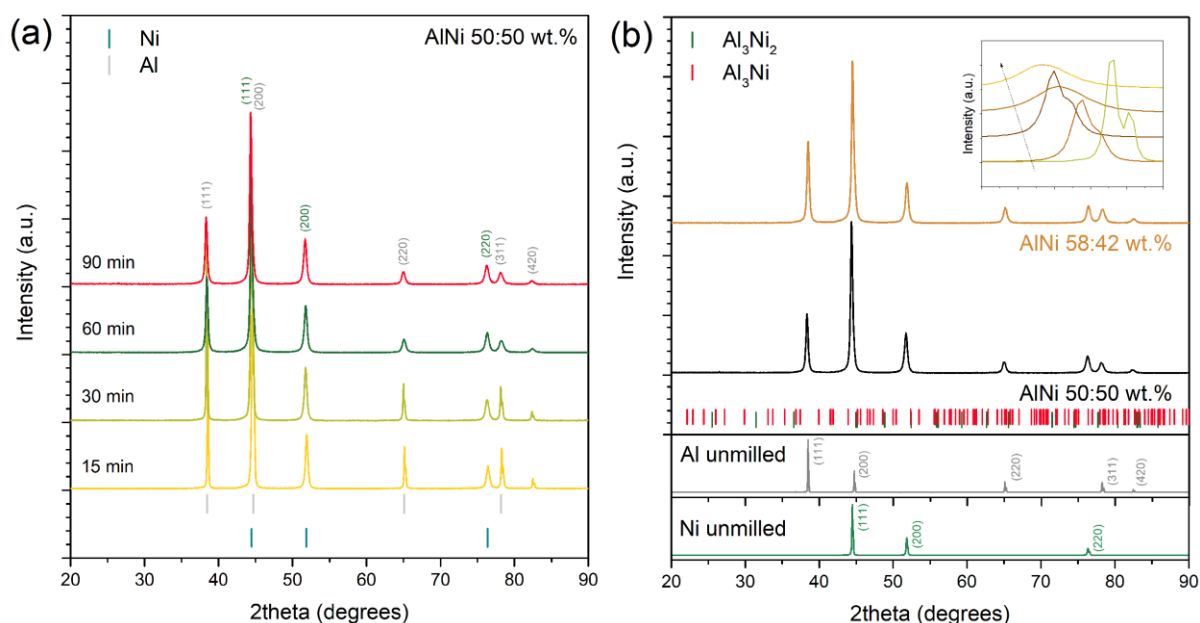 (a)
Ni
Al
AlNi 50:50 wt.%
(111)
(111)
(200)
(200)
(220)
(220)
(311)
(420)
90 min
60 min
30 min
15 min
Intensity (a.u.)
20 30 40 50 60 70 80 90
2theta (degrees)
(b)
Al₃Ni₂
Al₃Ni
Intensity (a.u.)
AlNi 58:42 wt.%
AlNi 50:50 wt.%
Al unmilled
(111)
(200)
(220)
(311)
(420)
Ni unmilled
(111)
(200)
(220)
Intensity (a.u.)
20 30 40 50 60 70 80 90
2theta (degrees)